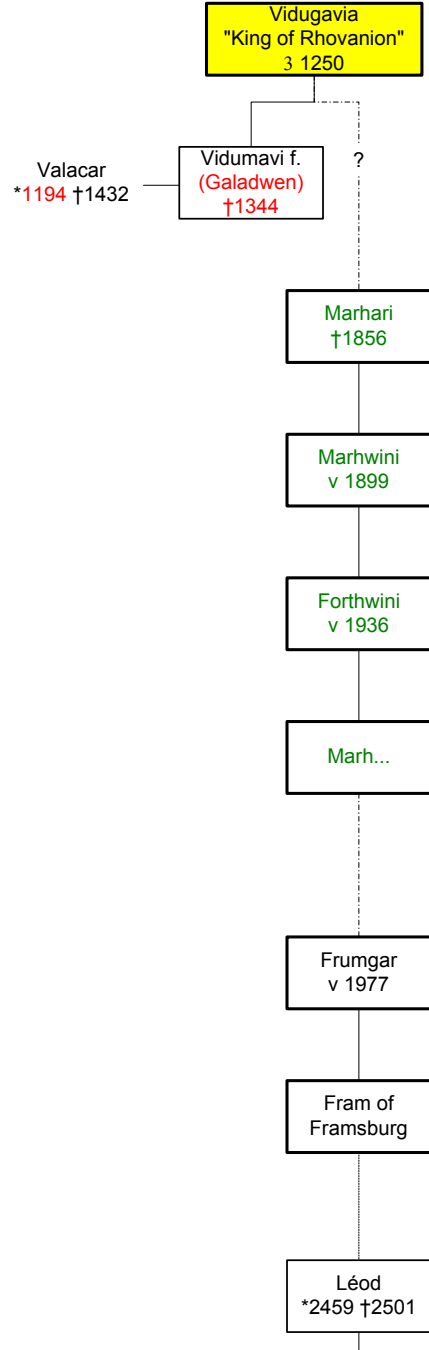 Vidugavia
"King of Rhovanion"
3 1250
Valacar
*1194 †1432
Vidumavi f.
(Galadwen)
†1344
?
Marhari
†1856
Marhwini
v 1899
Forthwini
v 1936
Marh...
Frumgar
v 1977
Fram of
Framsburg
Léod
*2459 †2501